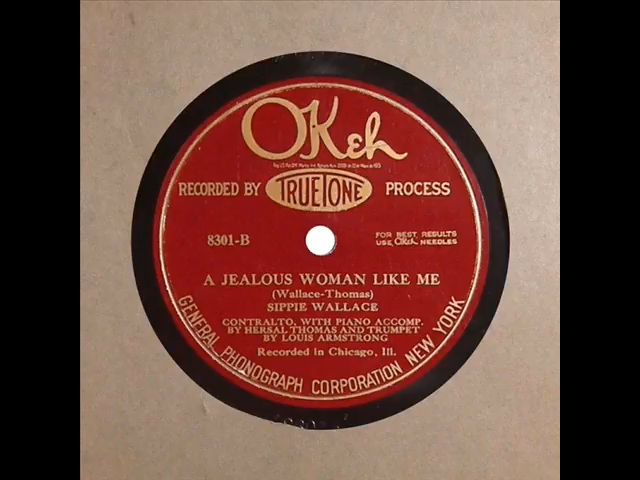 OKeh
RECORDED BY TRUETONE PROCESS
8301-B
FOR BEST RESULTS
USE OKeh NEEDLES
A JEALOUS WOMAN LIKE ME
(Wallace-Thomas)
SIPPIE WALLACE
CONTRALTO, WITH PIANO ACCOMP.
BY HERSAL THOMAS AND TRUMPET
BY LOUIS ARMSTRONG
Recorded in Chicago, Ill.
GENERAL PHONOGRAPH CORPORATION NEW YORK